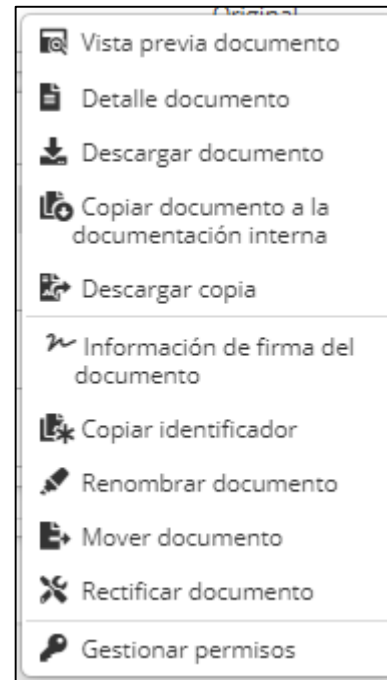 Original
Vista previa documento
Detalle documento
Descargar documento
Copiar documento a la
documentación interna
Descargar copia
Información de firma del
documento
Copiar identificador
Renombrar documento
Mover documento
Rectificar documento
Gestionar permisos